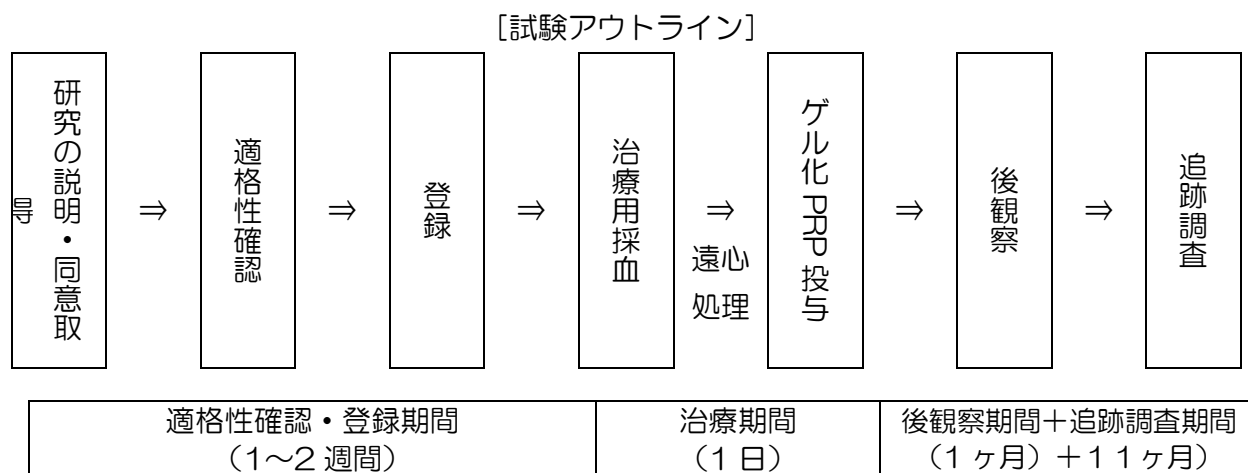 [試験アウトライン]
研究の説明・同意取
得
⇒
適格性確認
⇒
登録
⇒
治療用採血
⇒
遠心
処理
ゲル化 PRP 投与
⇒
後観察
⇒
追跡調査
適格性確認・登録期間
(1~2 週間)
治療期間
(1 日)
後観察期間+追跡調査期間
(1 ヶ月)+11ヶ月)